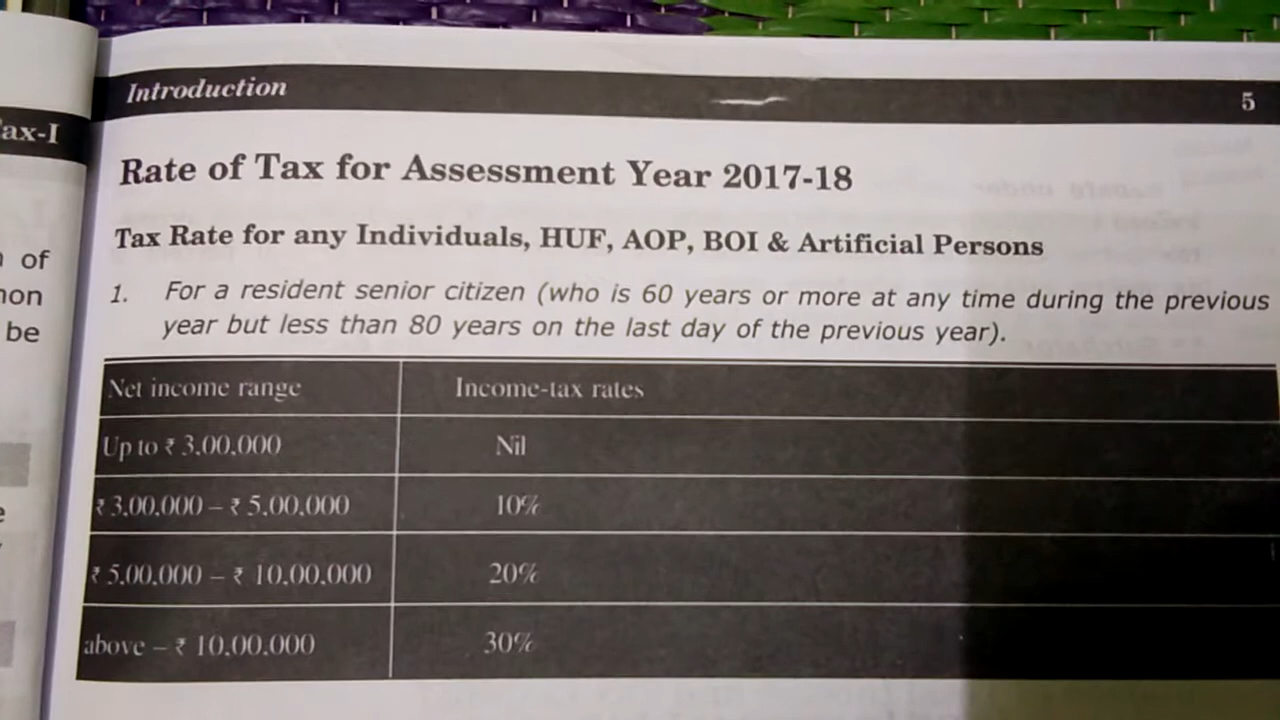 Introduction 5
ax-I
of
be
Rate of Tax for Assessment Year 2017-18
Tax Rate for any Individuals, HUF, AOP, BOI & Artificial Persons
1. For a resident senior citizen (who is 60 years or more at any time during the previous
year but less than 80 years on the last day of the previous year).
Net income range Income-tax rates
Up to ₹ 3,00,000 Nil
₹ 3,00,000 – ₹ 5,00,000 10%
₹ 5,00,000 – ₹ 10,00,000 20%
above – ₹ 10,00,000 30%